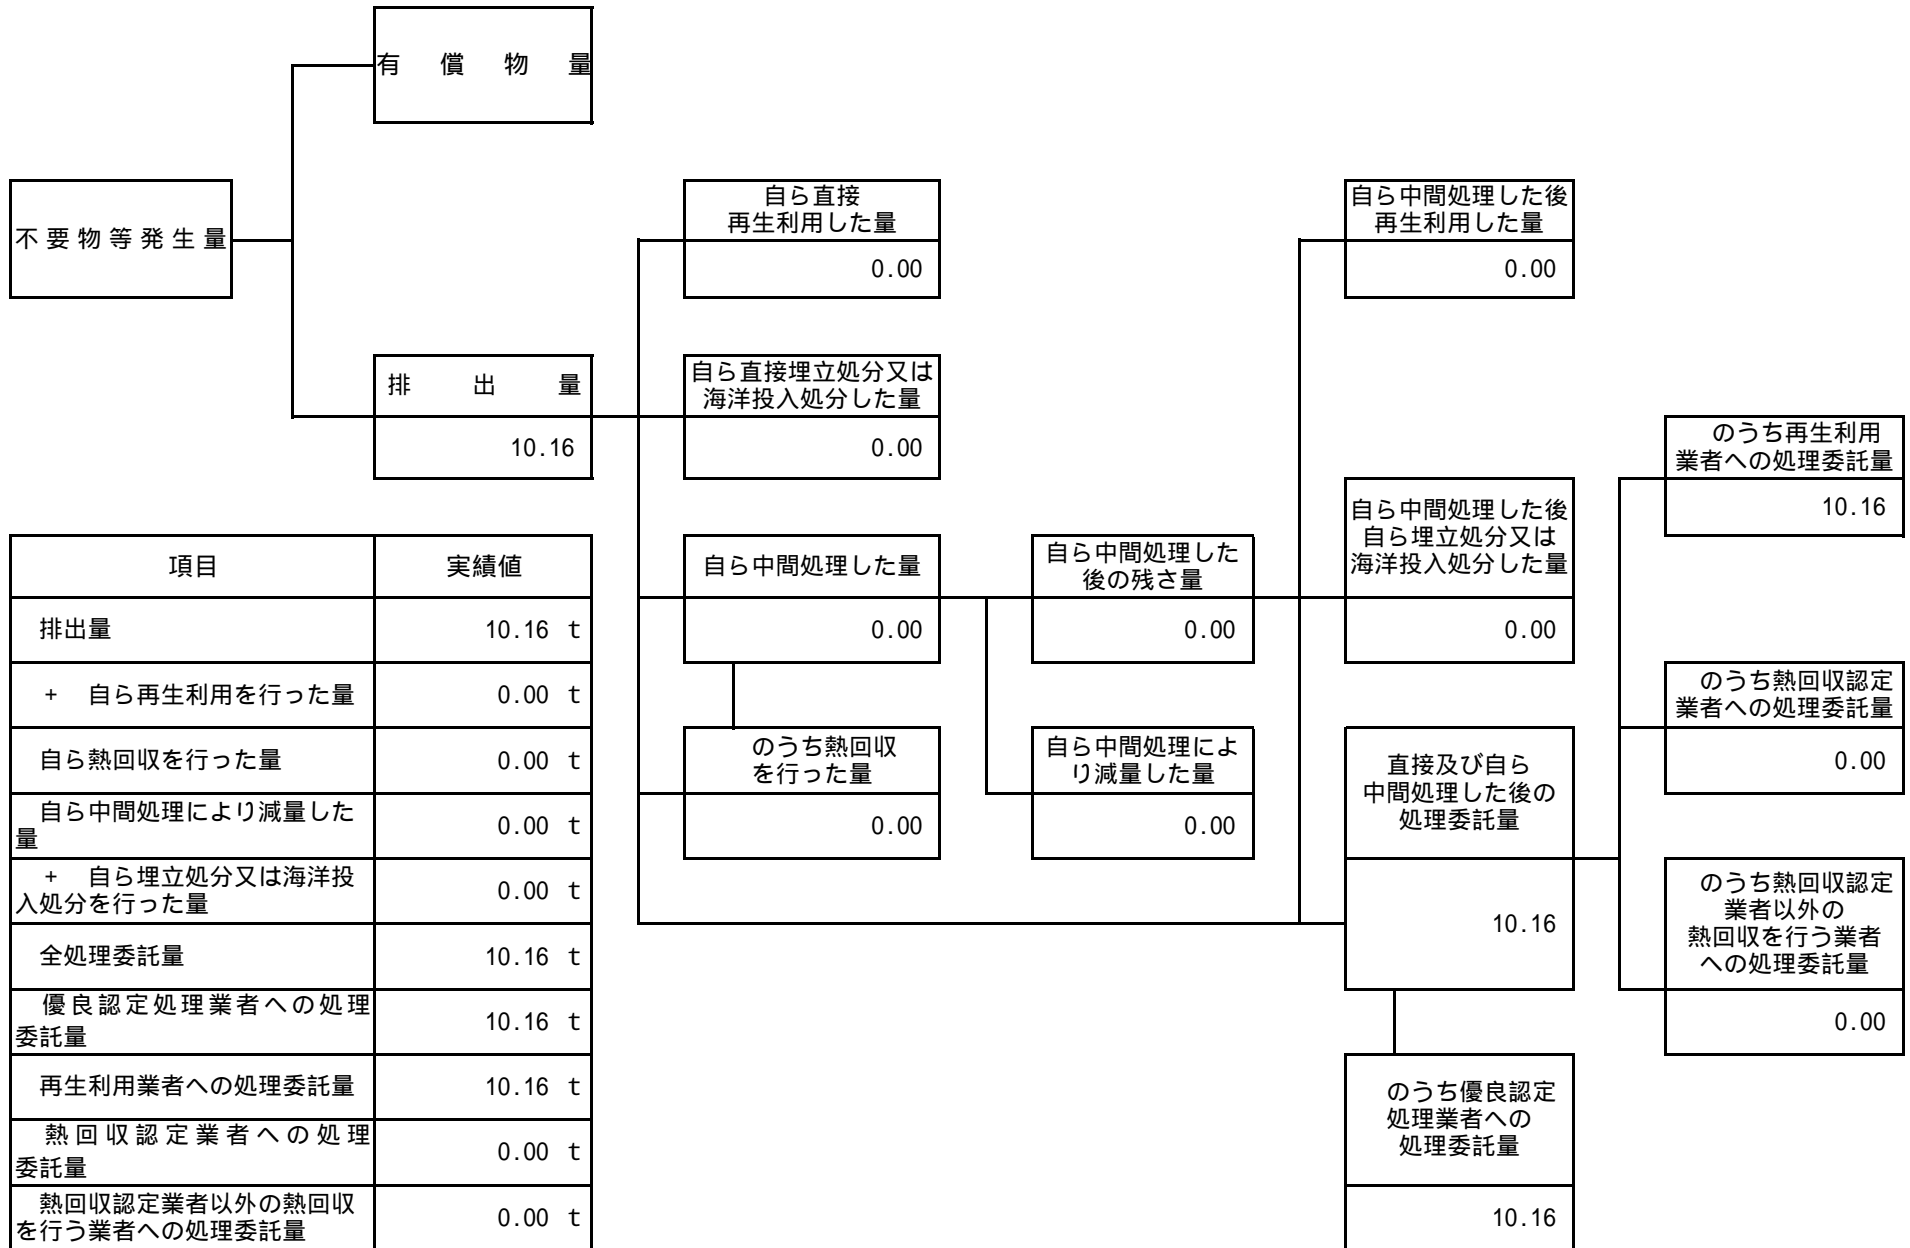 有償物量
不要物等発生量
自ら直接
再生利用した量
0.00
自ら中間処理した後
再生利用した量
0.00
排出量
10.16
自ら直接埋立処分又は
海洋投入処分した量
0.00
のうち再生利用
業者への処理委託量
10.16
自ら中間処理した量
0.00
自ら中間処理した
後の残さ量
0.00
自ら中間処理した後
自ら埋立処分又は
海洋投入処分した量
0.00
のうち熱回収認定
業者への処理委託量
0.00
のうち熱回収
を行った量
0.00
自ら中間処理によ
り減量した量
0.00
直接及び自ら
中間処理した後の
処理委託量
10.16
のうち熱回収認定
業者以外の
熱回収を行う業者
への処理委託量
0.00
のうち優良認定
処理業者への
処理委託量
10.16
項目 実績値
排出量 10.16 t
+ 自ら再生利用を行った量 0.00 t
自ら熱回収を行った量 0.00 t
自ら中間処理により減量した
量 0.00 t
+ 自ら埋立処分又は海洋投
入処分を行った量 0.00 t
全処理委託量 10.16 t
優良認定処理業者への処理
委託量 10.16 t
再生利用業者への処理委託量 10.16 t
熱回収認定業者への処理
委託量 0.00 t
熱回収認定業者以外の熱回収
を行う業者への処理委託量 0.00 t